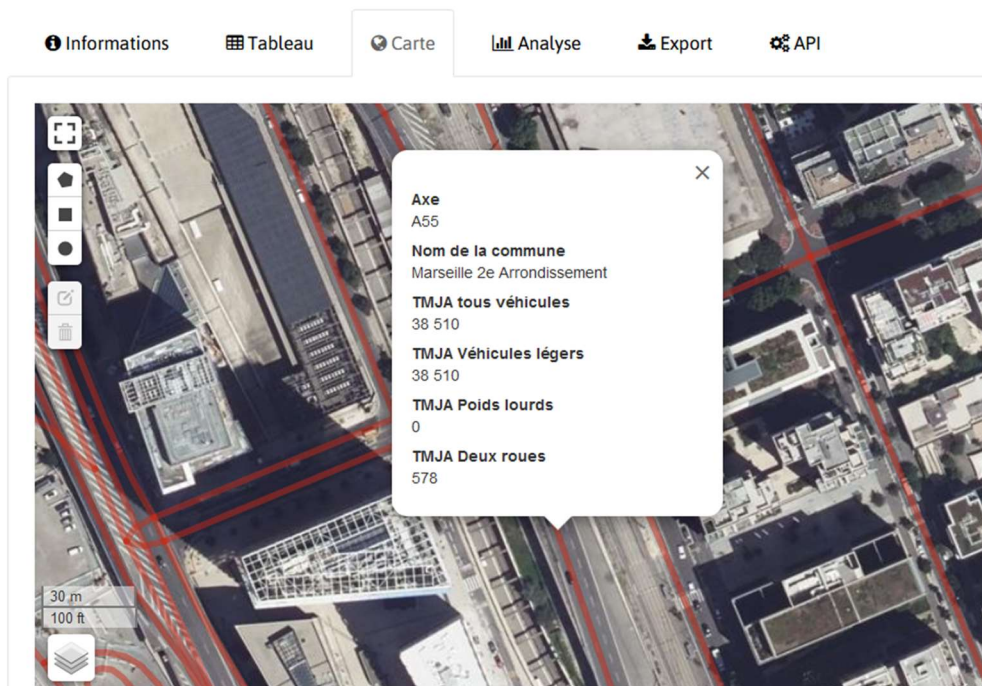 Informations
Tableau
Carte
Analyse
Export
API
Axe
A55
Nom de la commune
Marseille 2e Arrondissement
TMJA tous véhicules
38 510
TMJA Véhicules légers
38 510
TMJA Poids lourds
0
TMJA Deux roues
578
30 m
100 ft